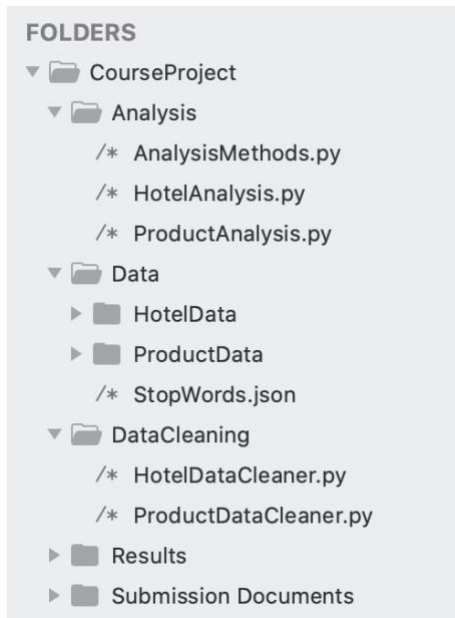 FOLDERS
CourseProject
Analysis
/* AnalysisMethods.py
/* HotelAnalysis.py
/* ProductAnalysis.py
Data
HotelData
ProductData
/* StopWords.json
DataCleaning
/* HotelDataCleaner.py
/* ProductDataCleaner.py
Results
Submission Documents